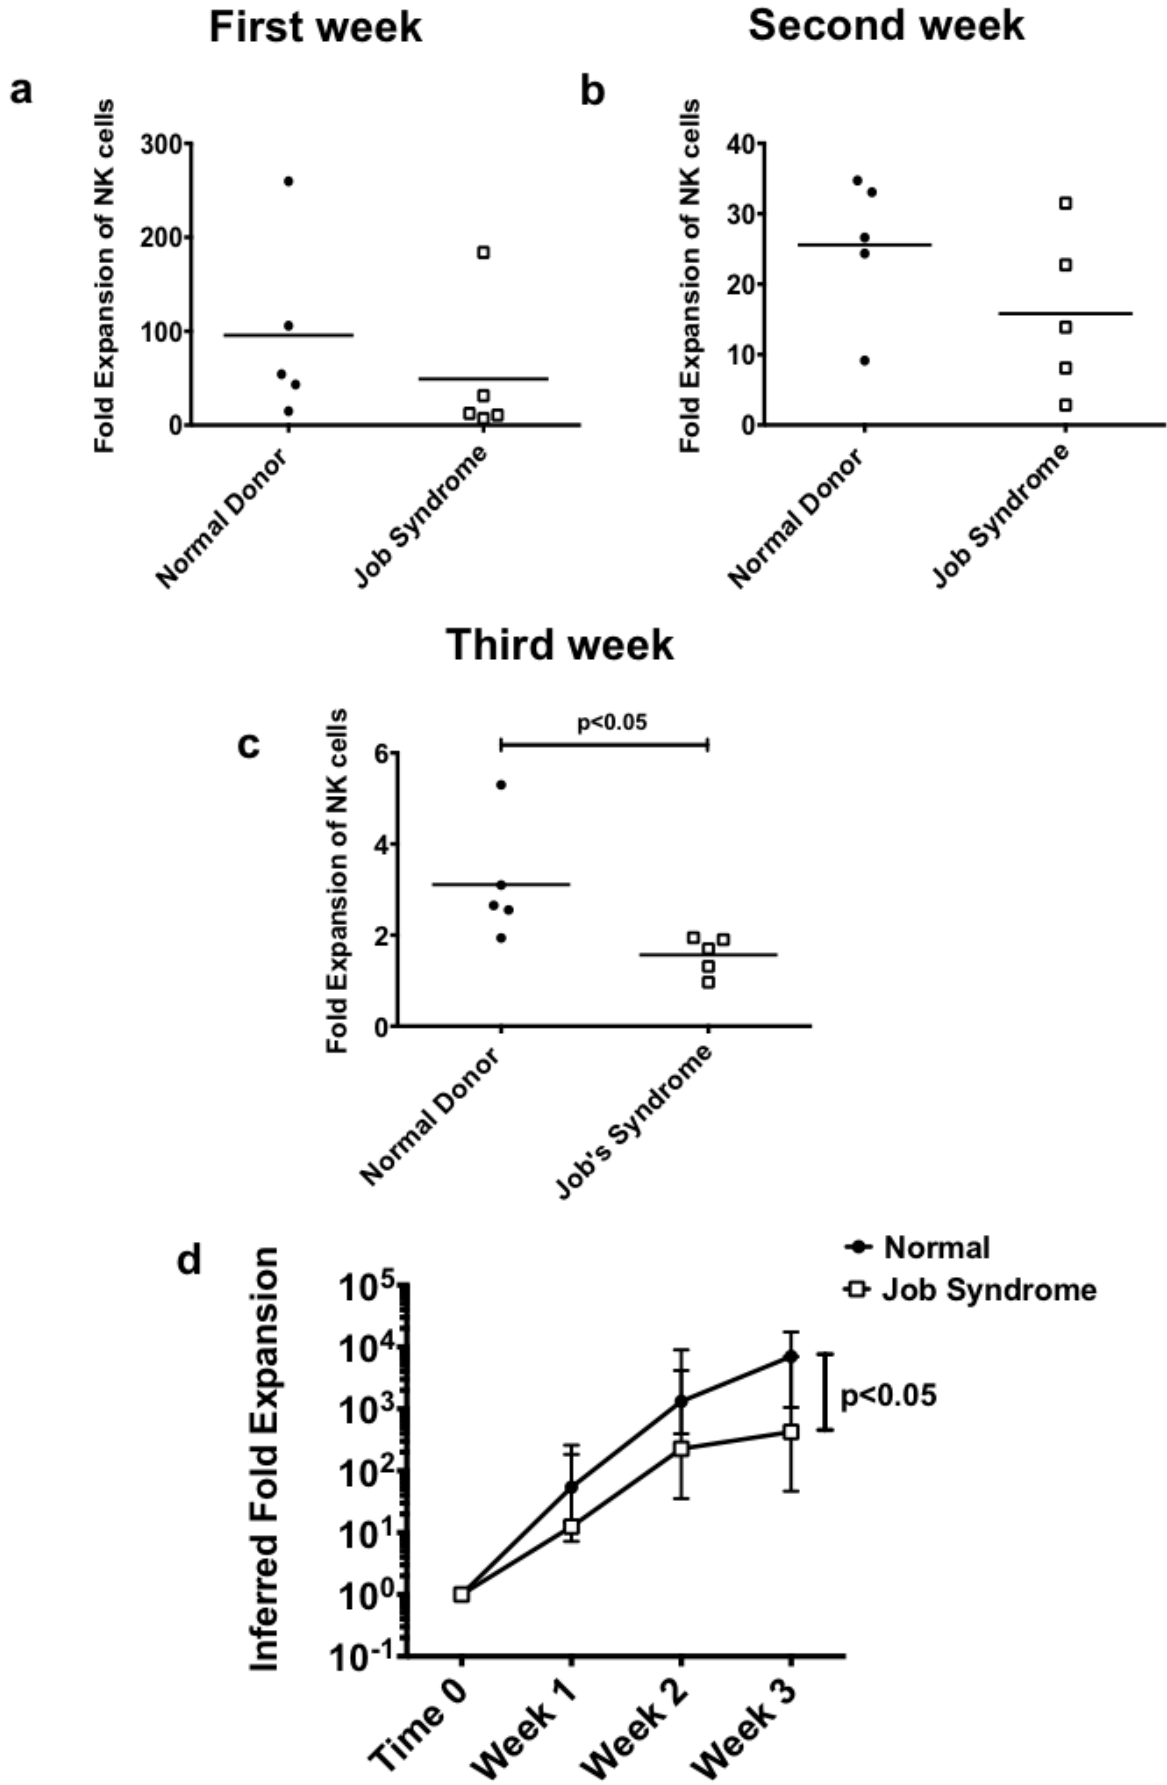 First week
Second week
a
b
Fold Expansion of NK cells
300
200
100
0
Normal Donor
Job Syndrome
Fold Expansion of NK cells
40
30
20
10
0
Normal Donor
Job Syndrome
Third week
c
p<0.05
Fold Expansion of NK cells
6
4
2
0
Normal Donor
Job's Syndrome
d
Normal
Job Syndrome
Inferred Fold Expansion
10^5
10^4
10^3
10^2
10^1
10^0
10^-1
p<0.05
Time 0
Week 1
Week 2
Week 3